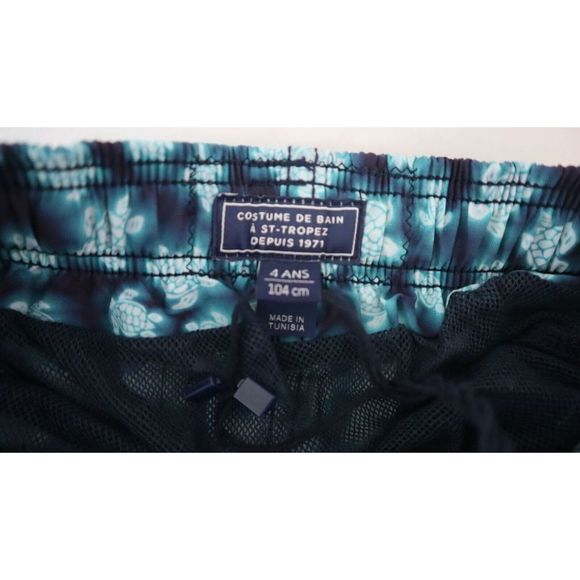 COSTUME DE BAIN
À ST-TROPEZ
DEPUIS 1971
4 ANS
104 cm
MADE IN
TUNISIA